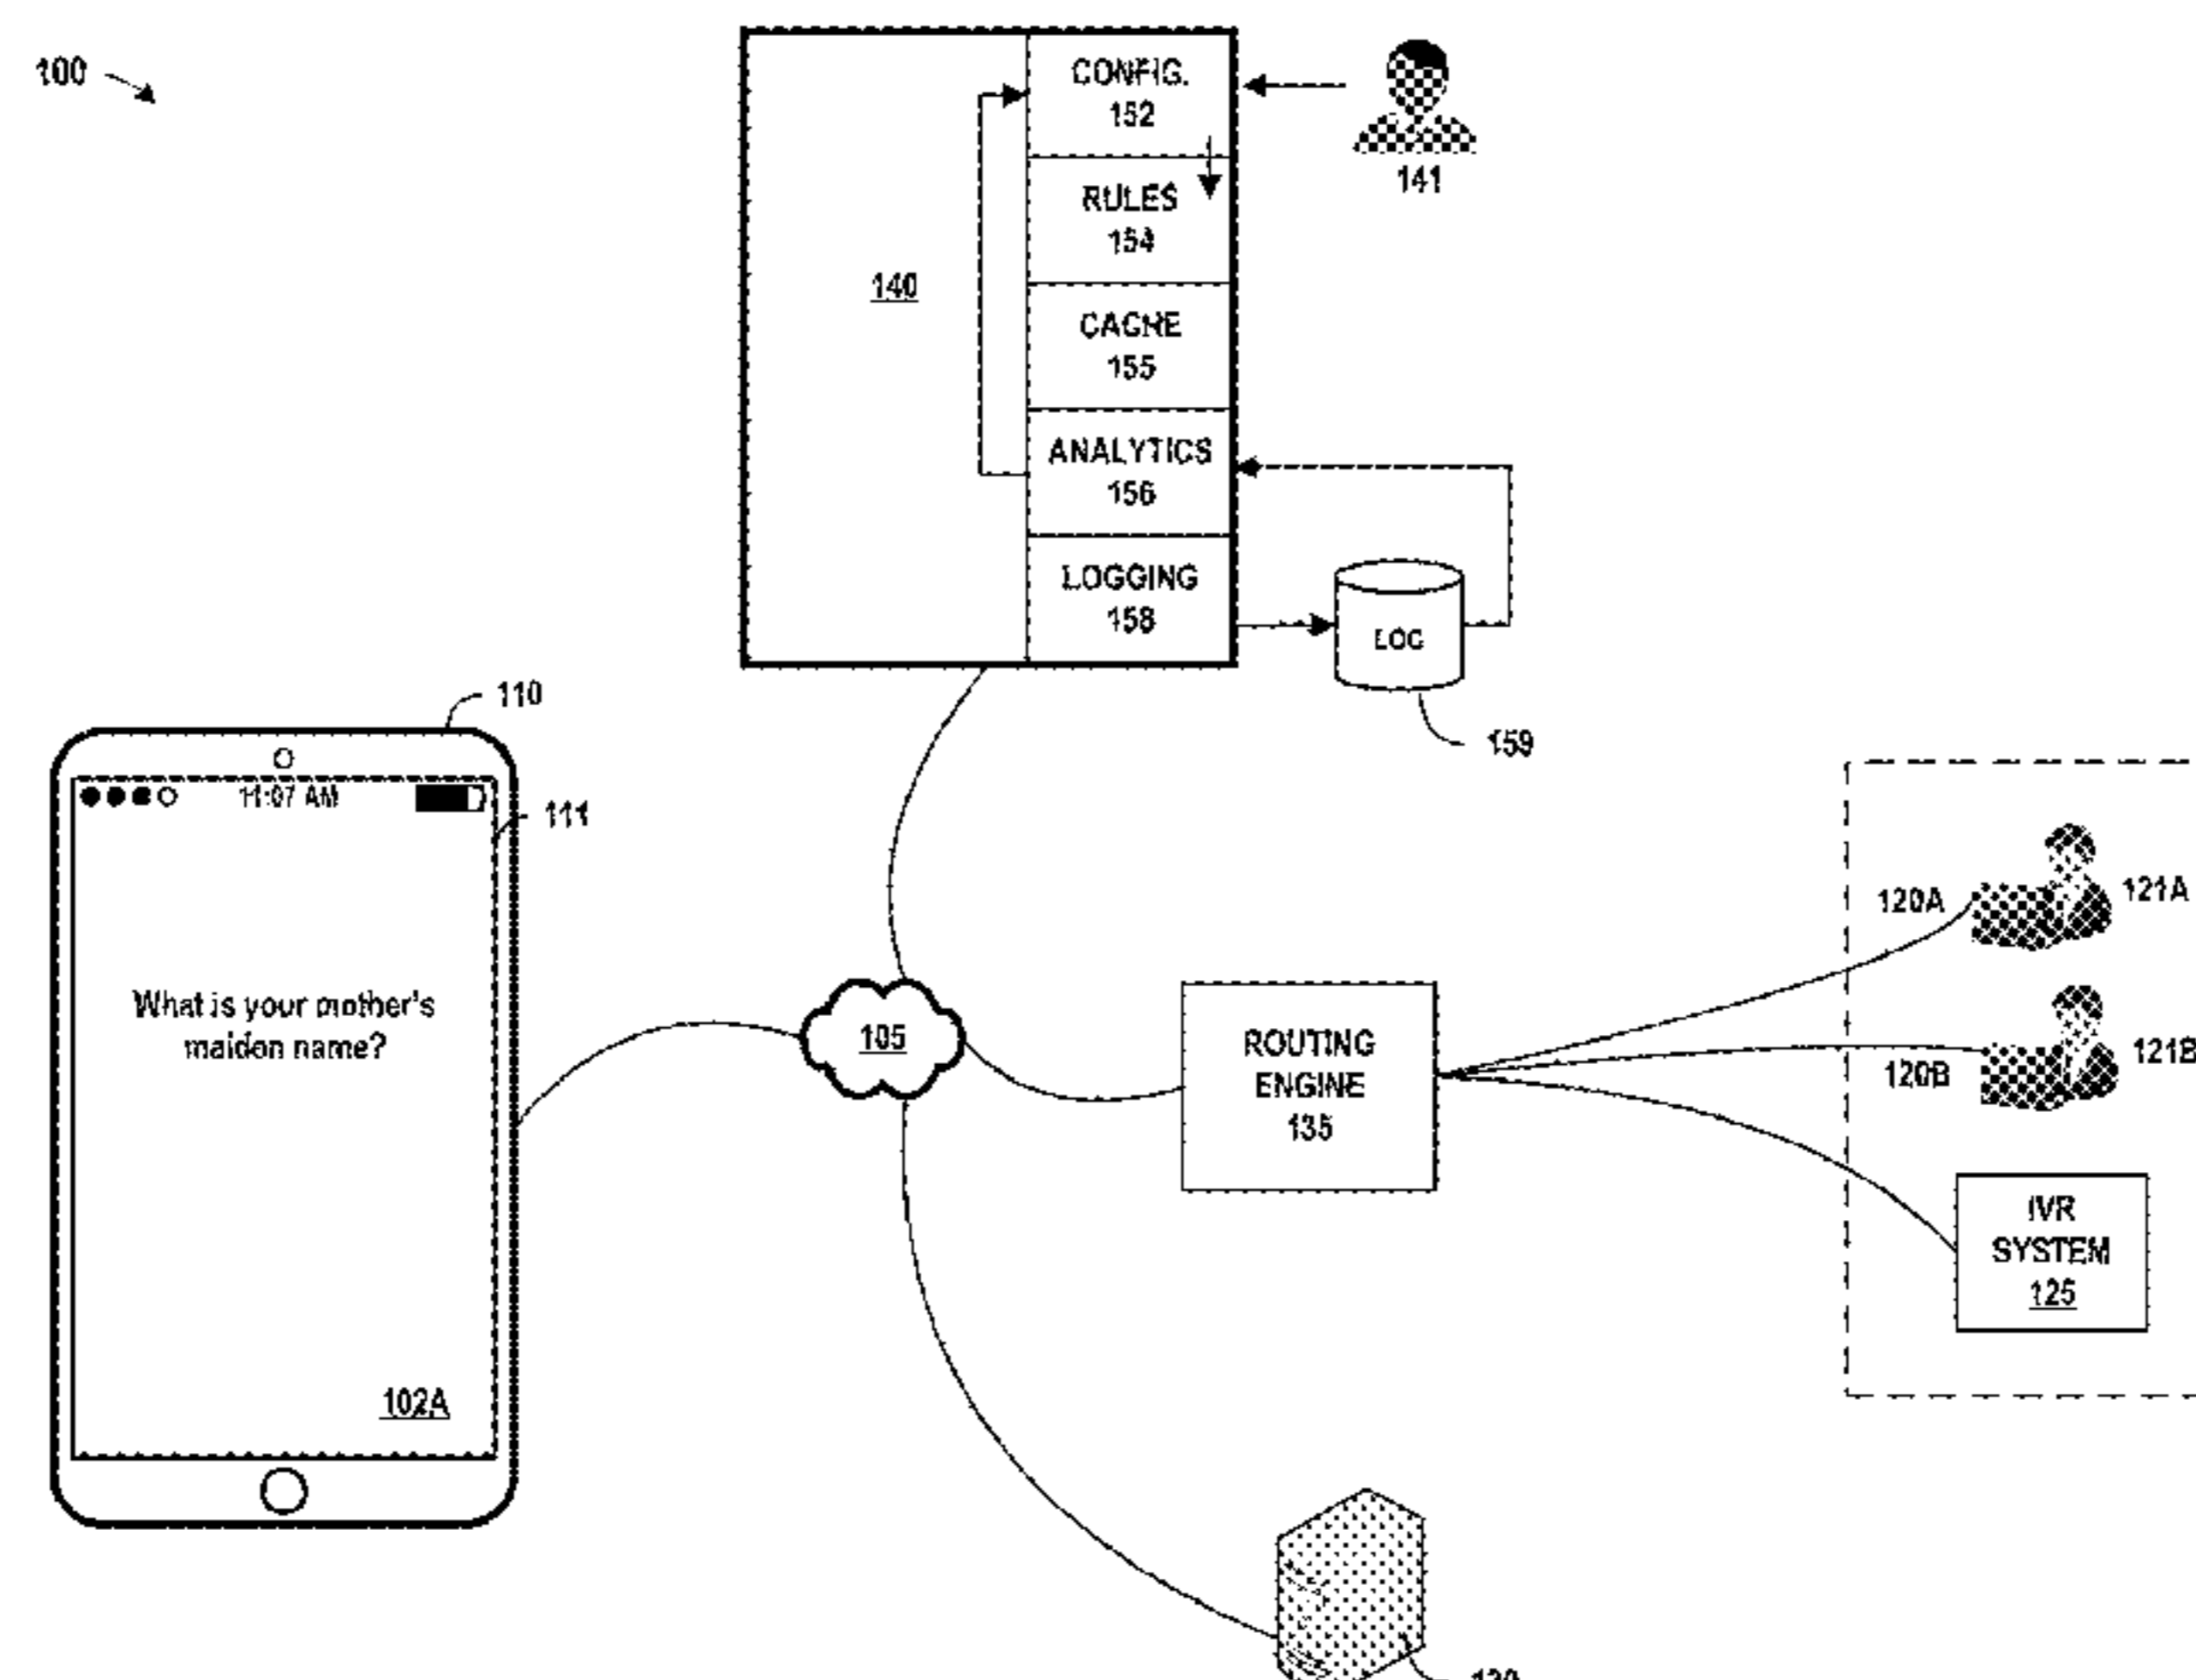 100
CONFIG.
152
141
RULES
154
140
CACHE
155
ANALYTICS
156
LOGGING
158
LOG
159
110
11:07 AM
111
What is your mother's
maiden name?
102A
105
ROUTING
ENGINE
135
120A
121A
120B
121B
IVR
SYSTEM
125